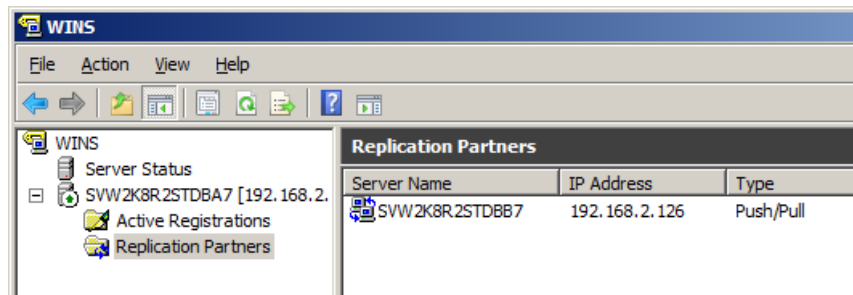 WINS
File Action View Help
WINS
Server Status
SVW2K8R2STDBA7 [192.168.2.
Active Registrations
Replication Partners
Replication Partners
Server Name IP Address Type
SVW2K8R2STDBB7 192.168.2.126 Push/Pull